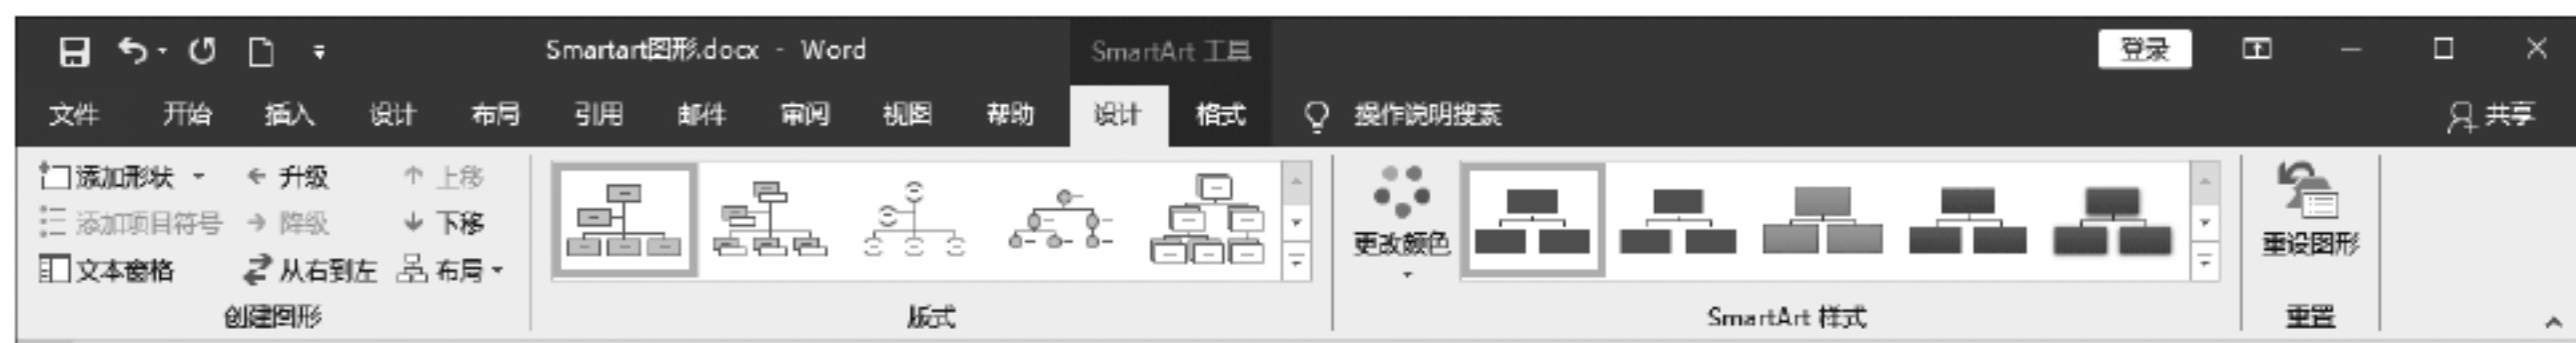 Smartart图形.docx - Word SmartArt 工具 登录
文件 开始 插入 设计 布局 引用 邮件 审阅 视图 帮助 设计 格式 操作说明搜索 共享
添加形状 升级 上移
添加项目符号 降级 下移
文本窗格 从右到左 布局
创建图形
版式
更改颜色
SmartArt 样式
重设图形
重置